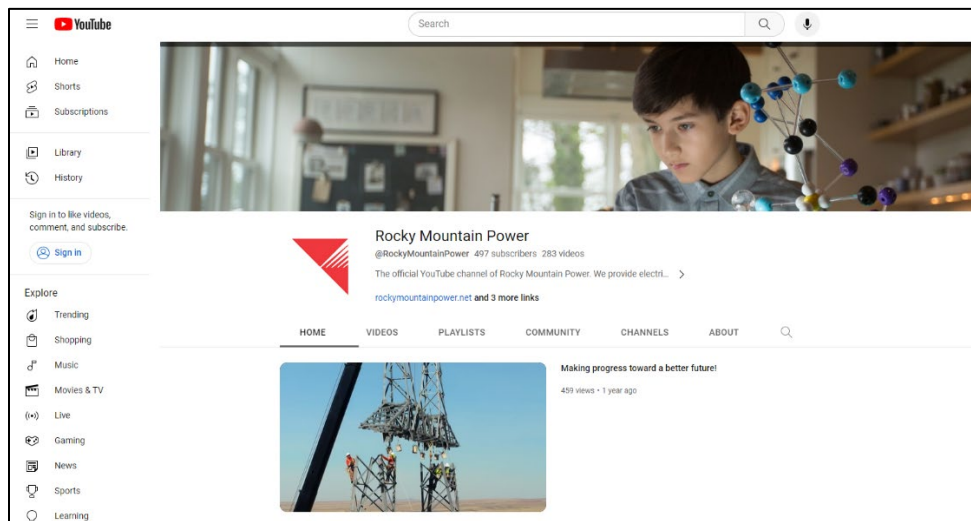 YouTube
Search
Home
Shorts
Subscriptions
Library
History
Sign in to like videos,
comment, and subscribe.
Sign in
Explore
Trending
Shopping
Music
Movies & TV
Live
Gaming
News
Sports
Learning
Rocky Mountain Power
@RockyMountainPower 497 subscribers 283 videos
The official YouTube channel of Rocky Mountain Power. We provide electri...
rockymountainpower.net and 3 more links
HOME VIDEOS PLAYLISTS COMMUNITY CHANNELS ABOUT
Making progress toward a better future!
459 views • 1 year ago